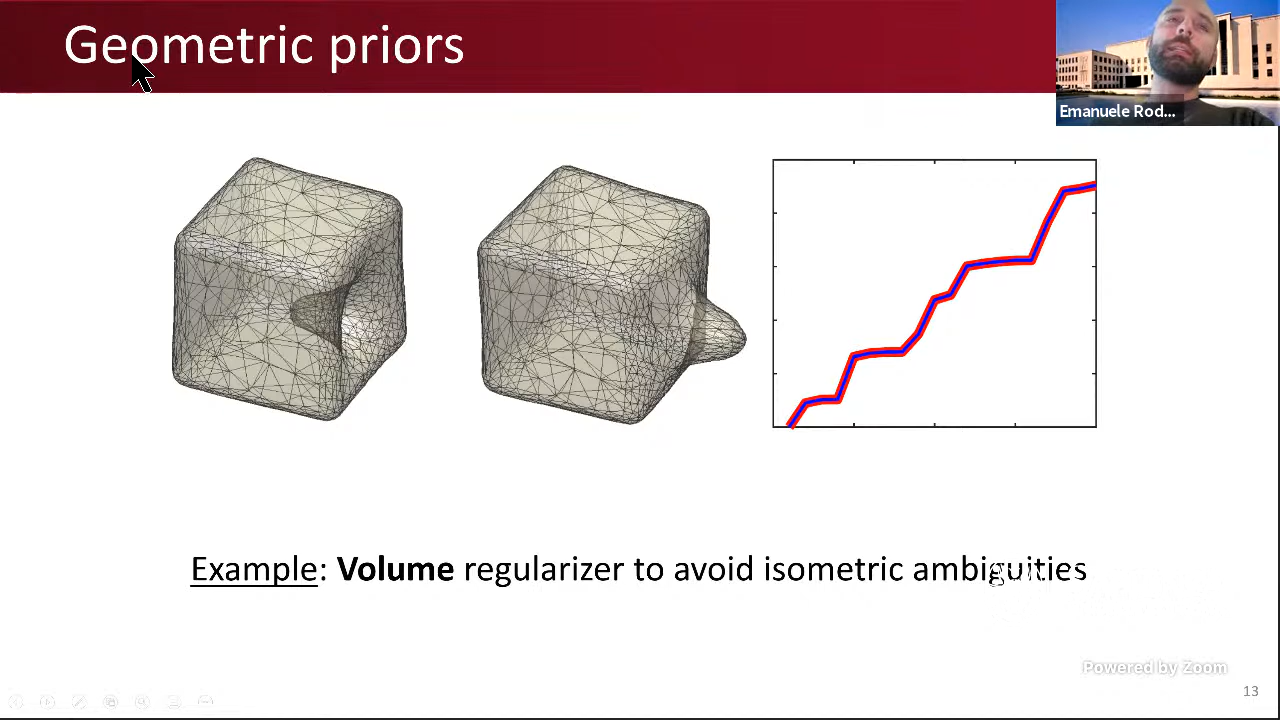 Geometric priors
Emanuele Rod...
Example: Volume regularizer to avoid isometric ambiguities
Powered by Zoom
13